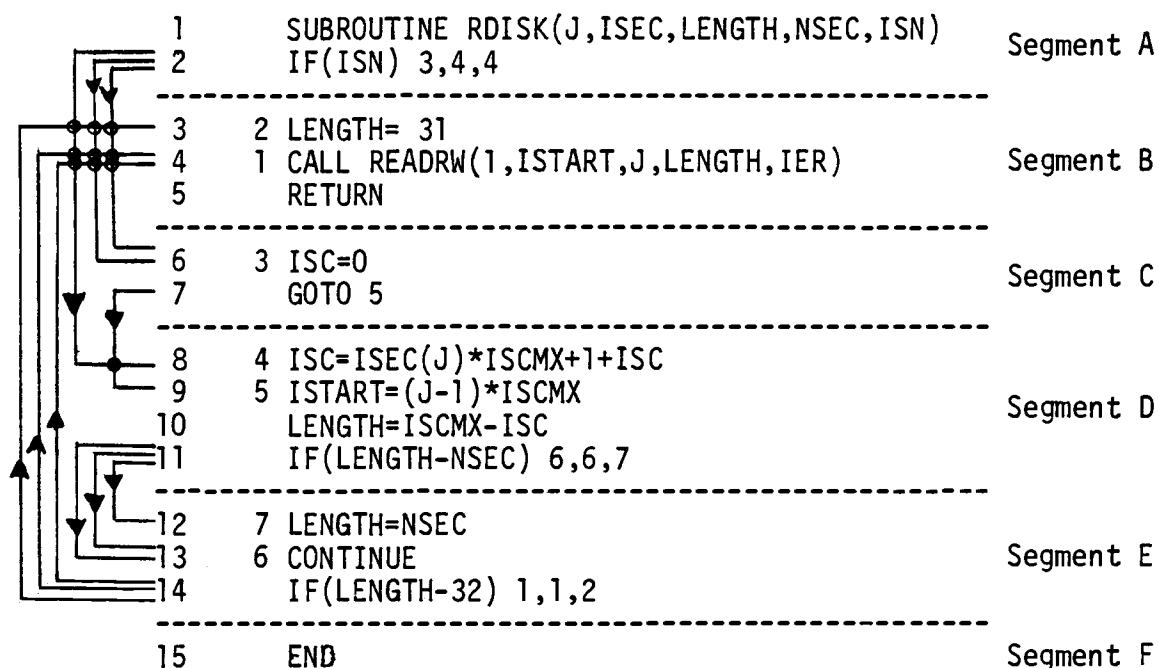 1 SUBROUTINE RDISK(J,ISEC,LENGTH,NSEC,ISN)
2 IF(ISN) 3,4,4
Segment A
3 2 LENGTH= 31
4 1 CALL READRW(1,ISTART,J,LENGTH,IER)
5 RETURN
Segment B
6 3 ISC=0
7 GOTO 5
Segment C
8 4 ISC=ISEC(J)*ISCMX+1+ISC
9 5 ISTART=(J-1)*ISCMX
10 LENGTH=ISCMX-ISC
11 IF(LENGTH-NSEC) 6,6,7
Segment D
12 7 LENGTH=NSEC
13 6 CONTINUE
14 IF(LENGTH-32) 1,1,2
Segment E
15 END
Segment F